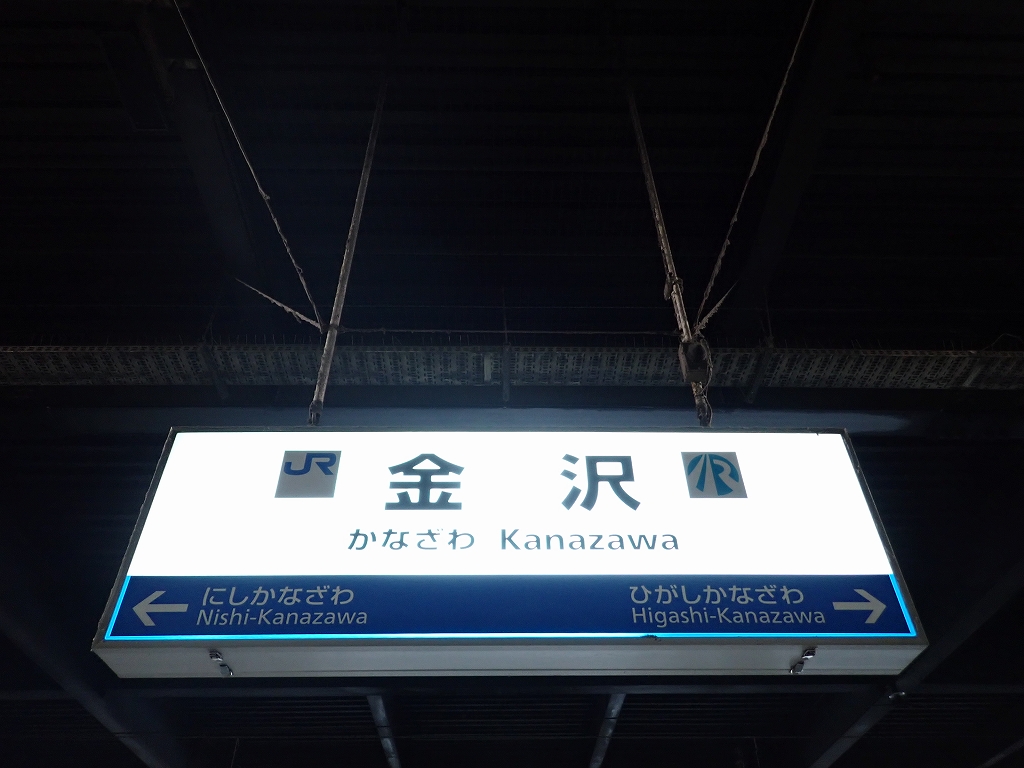 JR 金沢 IR
かなざわ Kanazawa
にしかなざわ
Nishi-Kanazawa
ひがしかなざわ
Higashi-Kanazawa